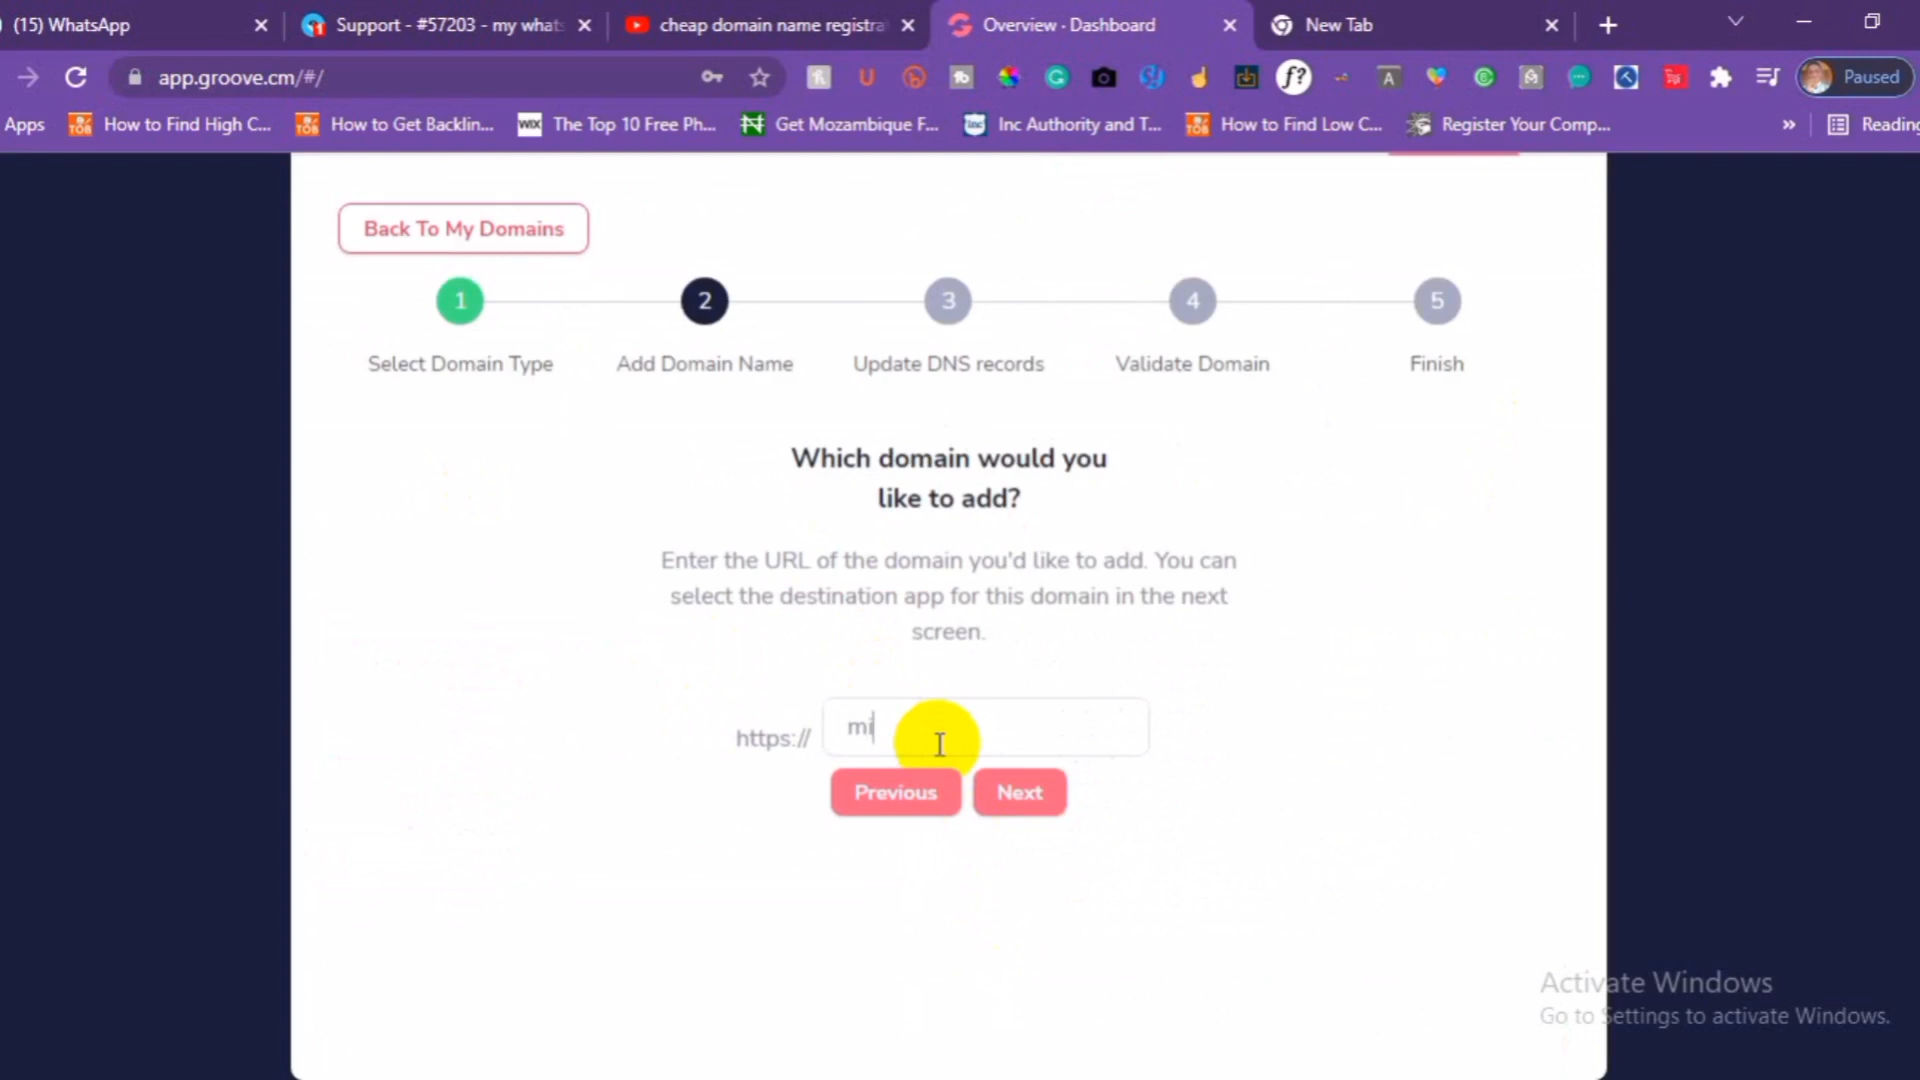 (15) WhatsApp
Support - #57203 - my whats
cheap domain name registra
Overview · Dashboard
New Tab
app.groove.cm/#/
Paused
Apps
How to Find High C...
How to Get Backlin...
WIX
The Top 10 Free Ph...
Get Mozambique F...
Inc Authority and T...
How to Find Low C...
Register Your Comp...
»
Reading
Back To My Domains
1
2
3
4
5
Select Domain Type
Add Domain Name
Update DNS records
Validate Domain
Finish
Which domain would you
like to add?
Enter the URL of the domain you'd like to add. You can
select the destination app for this domain in the next
screen.
https://
mi
Previous
Next
Activate Windows
Go to Settings to activate Windows.